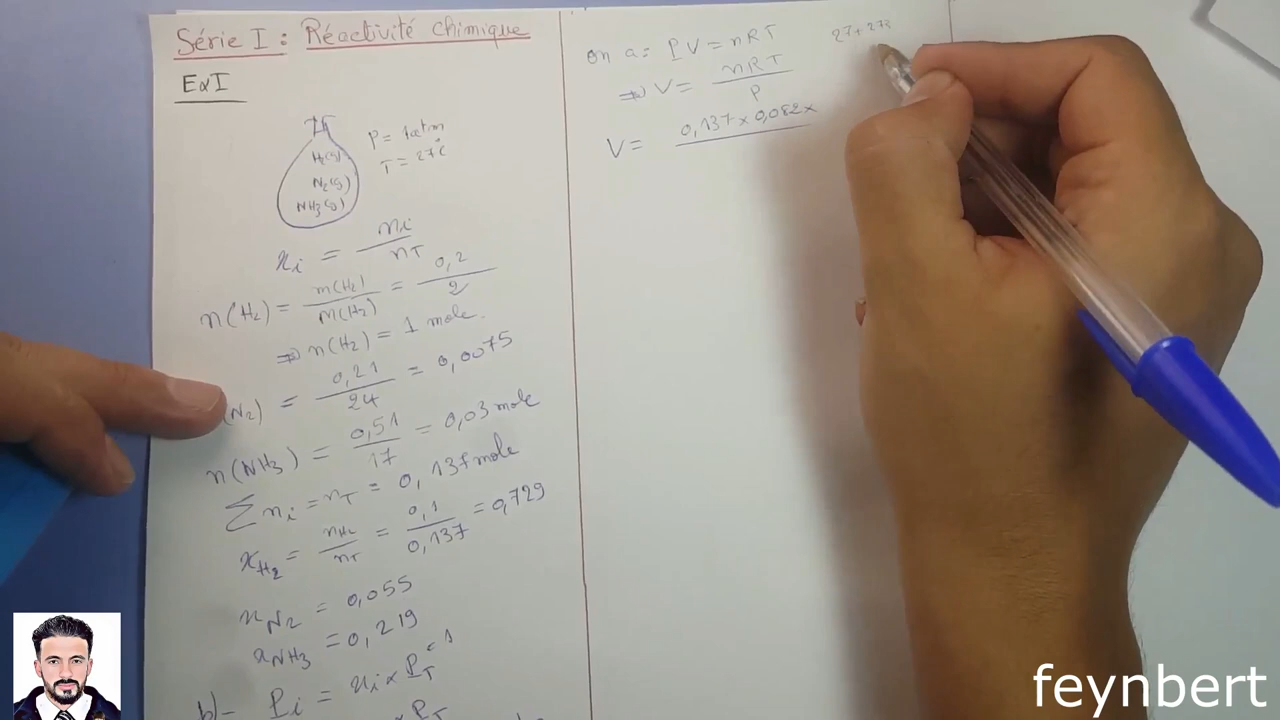 Série I : Réactivité chimique
ExI
P = 1atm
T = 27°C
H2(g)
N2(g)
NH3(g)
xi = ni / nT
n(H2) = m(H2) / M(H2) = 0,2 / 2
⇒ n(H2) = 1 mole.
(N2) = 0,21 / 24 = 0,0075
n(NH3) = 0,51 / 17 = 0,03 mole
∑ ni = nT = 0,137 mole
xH2 = nH2 / nT = 0,1 / 0,137 = 0,729
xN2 = 0,055
xNH3 = 0,219
b)- Pi = xi × PT = 1
× PT
on a : PV = nRT
27+273
⇒ V = nRT / P
V = 0,137 × 0,082 ×
feynbert